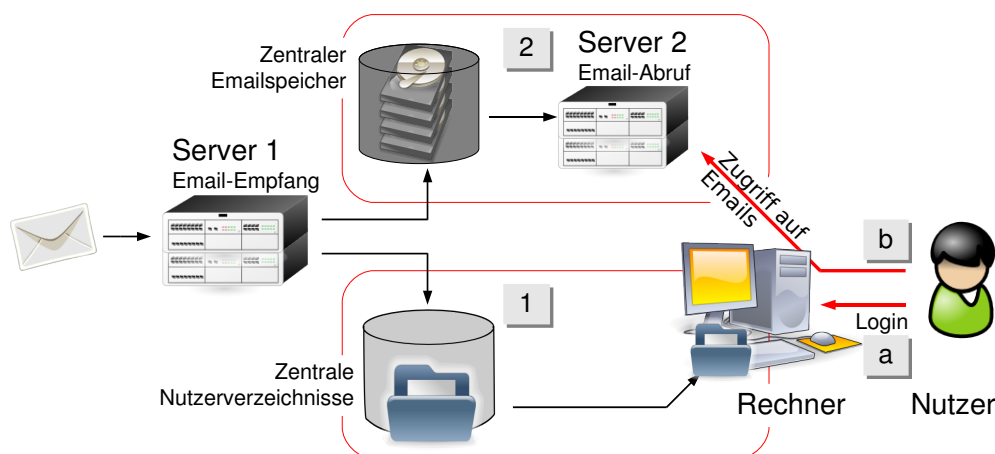 Zentraler
Emailspeicher
2
Server 2
Email-Abruf
Server 1
Email-Empfang
Zugriff auf
Emails
b
1
Login
a
Zentrale
Nutzerverzeichnisse
Rechner
Nutzer